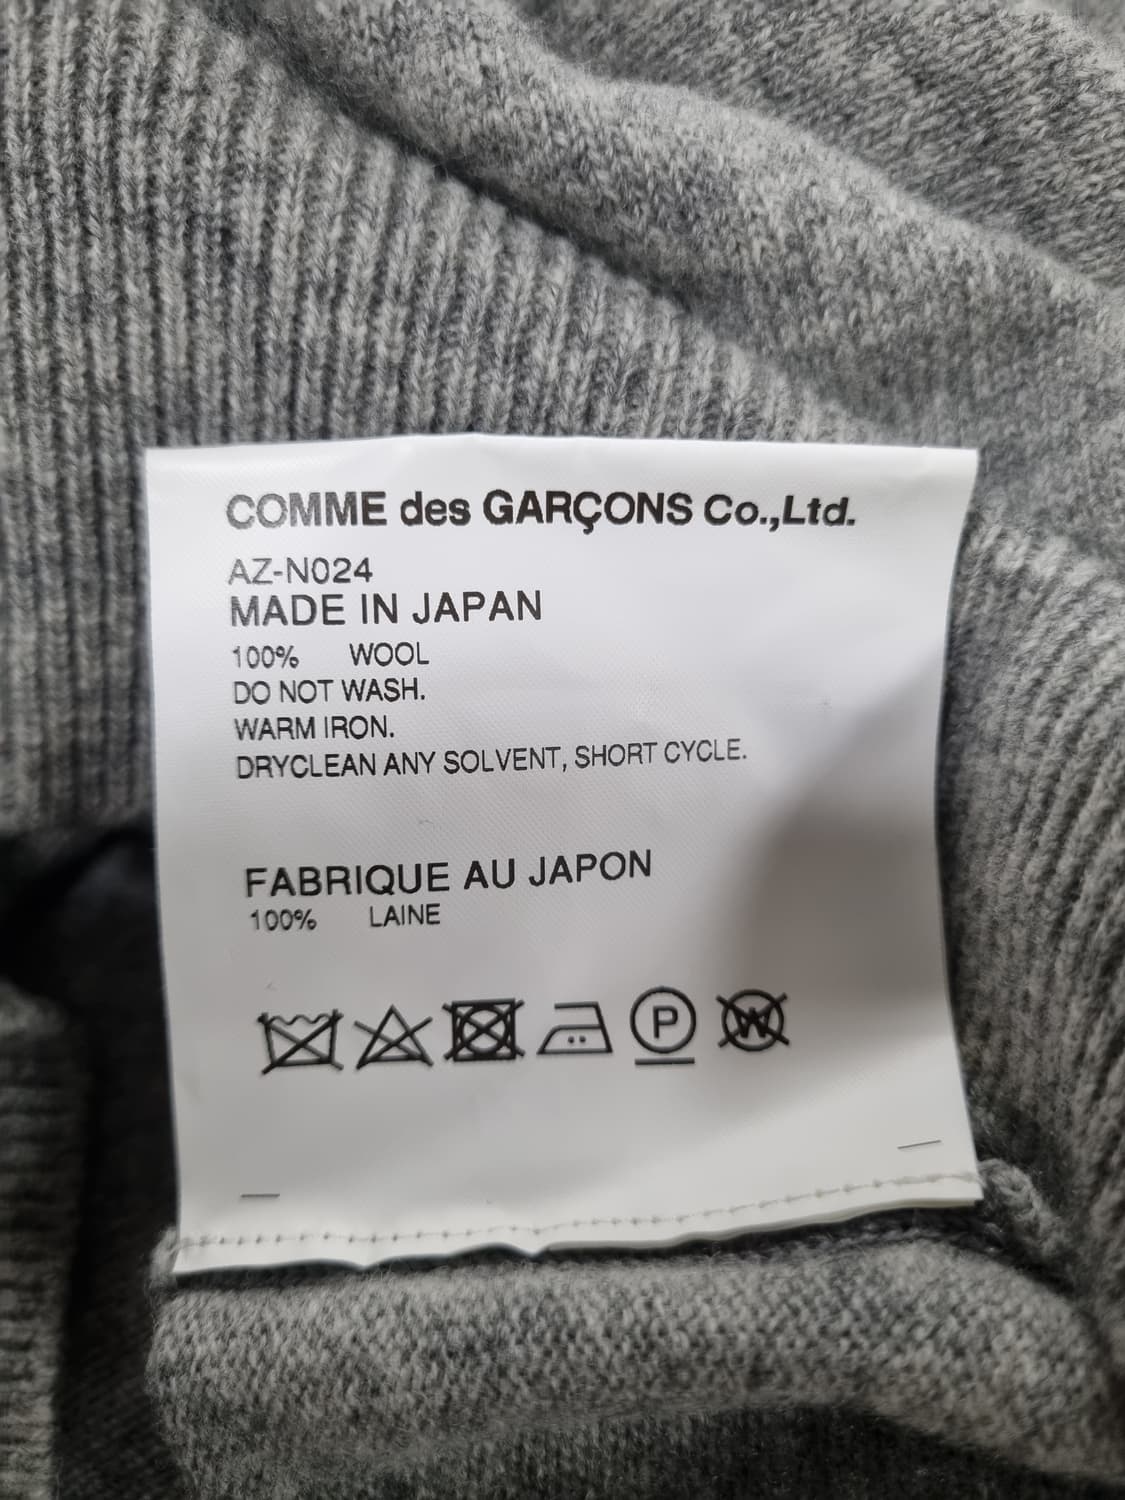 COMME des GARÇONS Co.,Ltd.
AZ-N024
MADE IN JAPAN
100% WOOL
DO NOT WASH.
WARM IRON.
DRYCLEAN ANY SOLVENT, SHORT CYCLE.
FABRIQUE AU JAPON
100% LAINE
P W